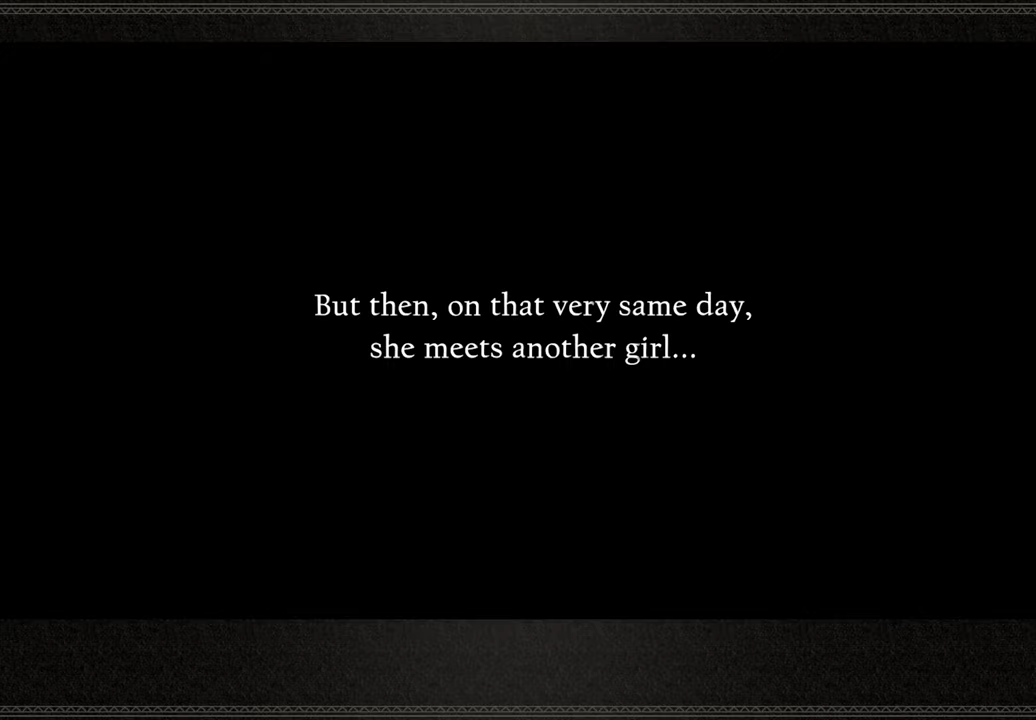 But then, on that very same day,
she meets another girl...